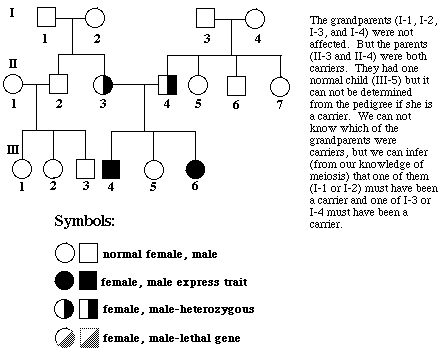 I
1 2 3 4
II
1 2 3 4 5 6 7
III
1 2 3 4 5 6
The grandparents (I-1, I-2,
I-3, and I-4) were not
affected. But the parents
(II-3 and II-4) were both
carriers. They had one
normal child (III-5) but it
can not be determined
from the pedigree if she is
a carrier. We can not
know which of the
grandparents were
carriers, but we can infer
(from our knowledge of
meiosis) that one of them
(I-1 or I-2) must have been
a carrier and one of I-3 or
I-4 must have been a
carrier.
Symbols:
normal female, male
female, male express trait
female, male-heterozygous
female, male-lethal gene